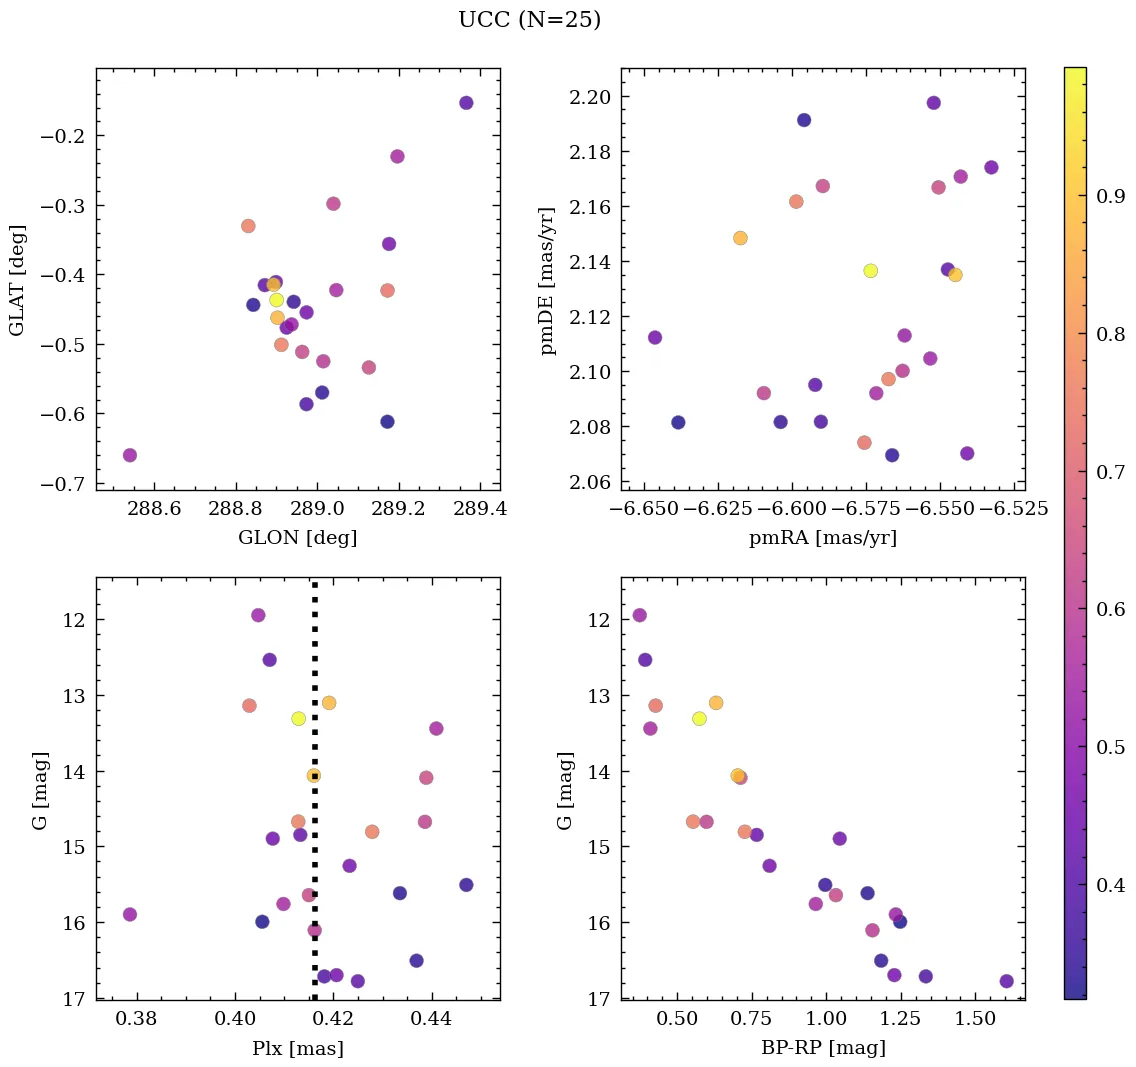 UCC (N=25)
−0.2
−0.3
−0.4
−0.5
−0.6
−0.7
GLAT [deg]
288.6 288.8 289.0 289.2 289.4
GLON [deg]
2.20
2.18
2.16
2.14
2.12
2.10
2.08
2.06
pmDE [mas/yr]
−6.650 −6.625 −6.600 −6.575 −6.550 −6.525
pmRA [mas/yr]
0.9
0.8
0.7
0.6
0.5
0.4
12
13
14
15
16
17
G [mag]
0.38 0.40 0.42 0.44
Plx [mas]
12
13
14
15
16
17
G [mag]
0.50 0.75 1.00 1.25 1.50
BP-RP [mag]